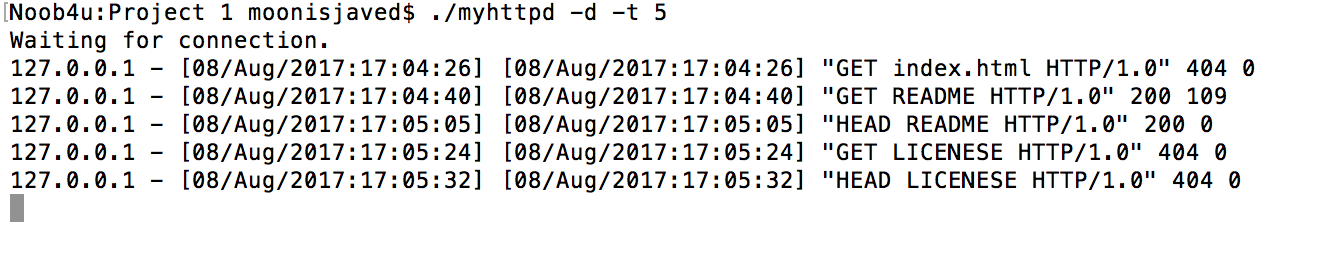 [Noob4u:Project 1 moonisjaved$ ./myhttpd -d -t 5
Waiting for connection.
127.0.0.1 - [08/Aug/2017:17:04:26] [08/Aug/2017:17:04:26] "GET index.html HTTP/1.0" 404 0
127.0.0.1 - [08/Aug/2017:17:04:40] [08/Aug/2017:17:04:40] "GET README HTTP/1.0" 200 109
127.0.0.1 - [08/Aug/2017:17:05:05] [08/Aug/2017:17:05:05] "HEAD README HTTP/1.0" 200 0
127.0.0.1 - [08/Aug/2017:17:05:24] [08/Aug/2017:17:05:24] "GET LICENESE HTTP/1.0" 404 0
127.0.0.1 - [08/Aug/2017:17:05:32] [08/Aug/2017:17:05:32] "HEAD LICENESE HTTP/1.0" 404 0